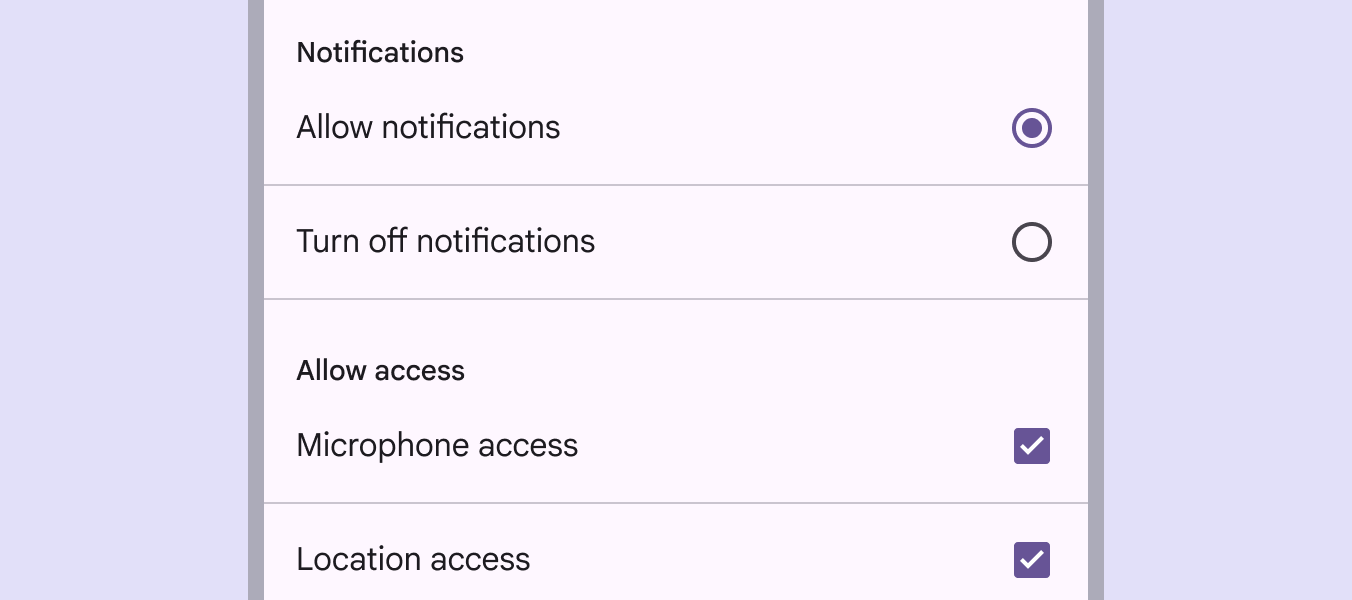 Notifications
Allow notifications
Turn off notifications
Allow access
Microphone access
Location access